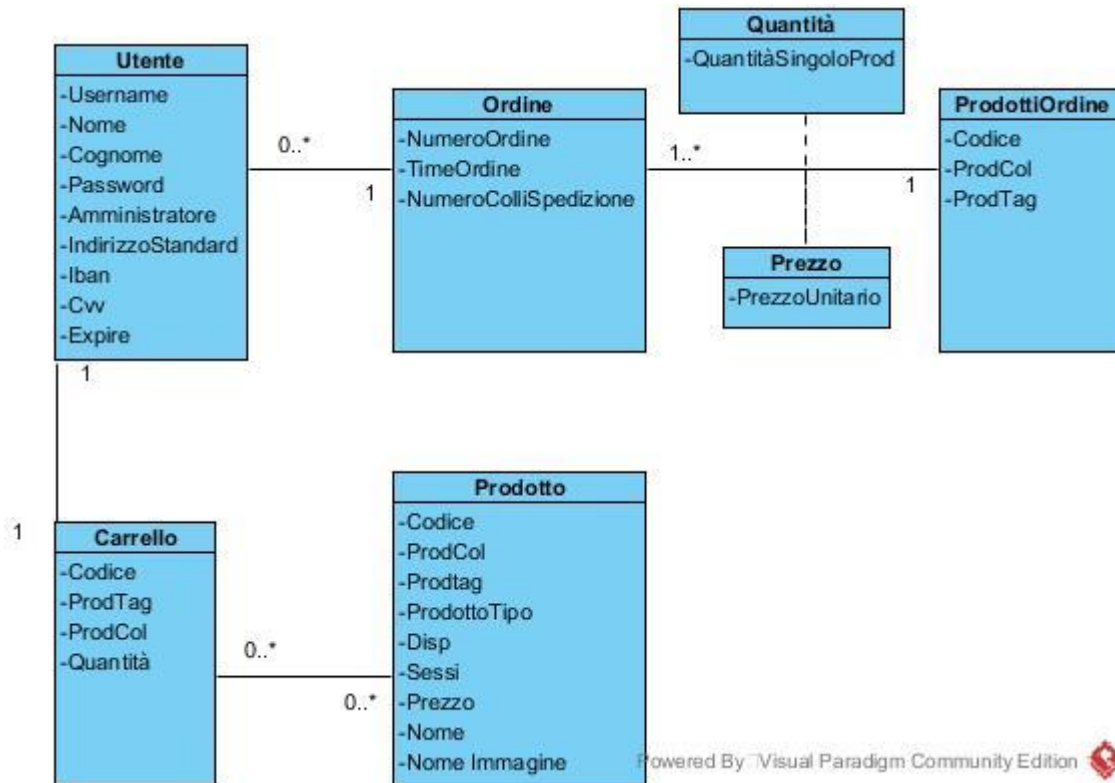 Utente
-Username
-Nome
-Cognome
-Password
-Amministratore
-IndirizzoStandard
-Iban
-Cvv
-Expire
0..*
1
Ordine
-NumeroOrdine
-TimeOrdine
-NumeroColliSpedizione
Quantità
-QuantitàSingoloProd
1..*
1
Prezzo
-PrezzoUnitario
ProdottiOrdine
-Codice
-ProdCol
-ProdTag
1
1
Carrello
-Codice
-ProdTag
-ProdCol
-Quantità
0..*
0..*
Prodotto
-Codice
-ProdCol
-Prodtag
-ProdottoTipo
-Disp
-Sessi
-Prezzo
-Nome
-Nome Immagine
Powered By Visual Paradigm Community Edition